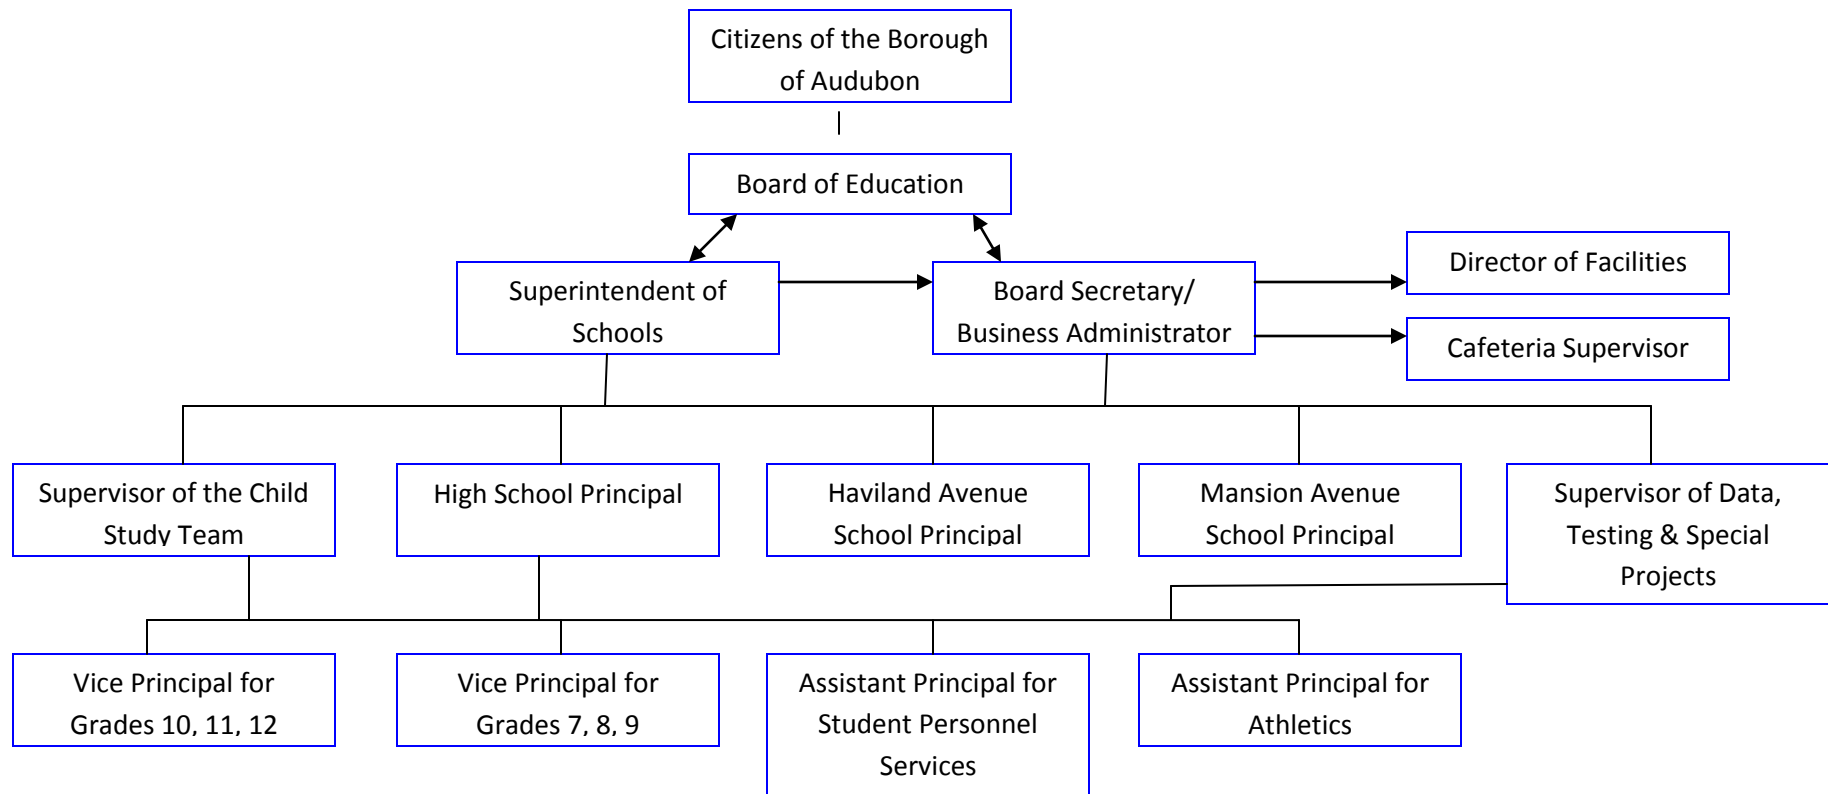 Citizens of the Borough
of Audubon
Board of Education
Superintendent of
Schools
Board Secretary/
Business Administrator
Director of Facilities
Cafeteria Supervisor
Supervisor of the Child
Study Team
High School Principal
Haviland Avenue
School Principal
Mansion Avenue
School Principal
Supervisor of Data,
Testing & Special
Projects
Vice Principal for
Grades 10, 11, 12
Vice Principal for
Grades 7, 8, 9
Assistant Principal for
Student Personnel
Services
Assistant Principal for
Athletics